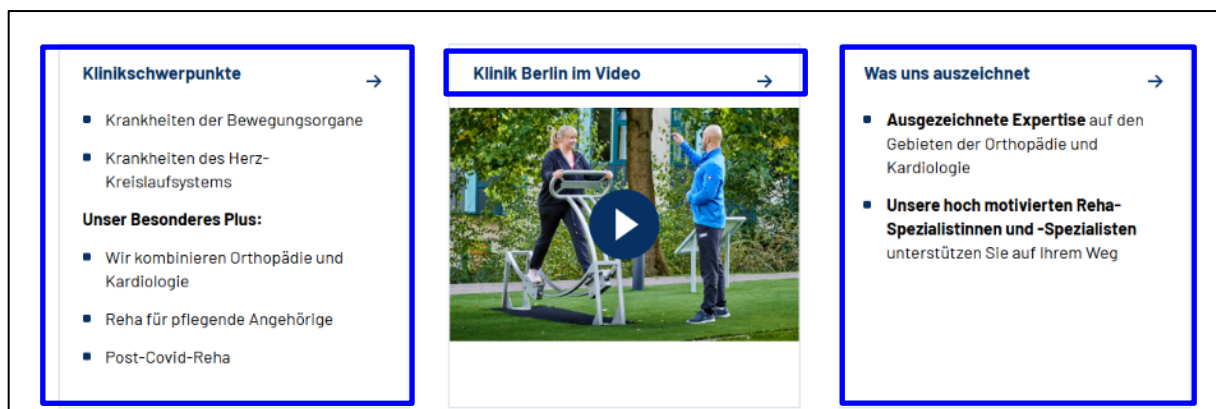 Klinikschwerpunkte
Krankheiten der Bewegungsorgane
Krankheiten des Herz-
Kreislaufsystems
Unser Besonderes Plus:
Wir kombinieren Orthopädie und
Kardiologie
Reha für pflegende Angehörige
Post-Covid-Reha
Klinik Berlin im Video
Was uns auszeichnet
Ausgezeichnete Expertise auf den
Gebieten der Orthopädie und
Kardiologie
Unsere hoch motivierten Reha-
Spezialistinnen und -Spezialisten
unterstützen Sie auf Ihrem Weg